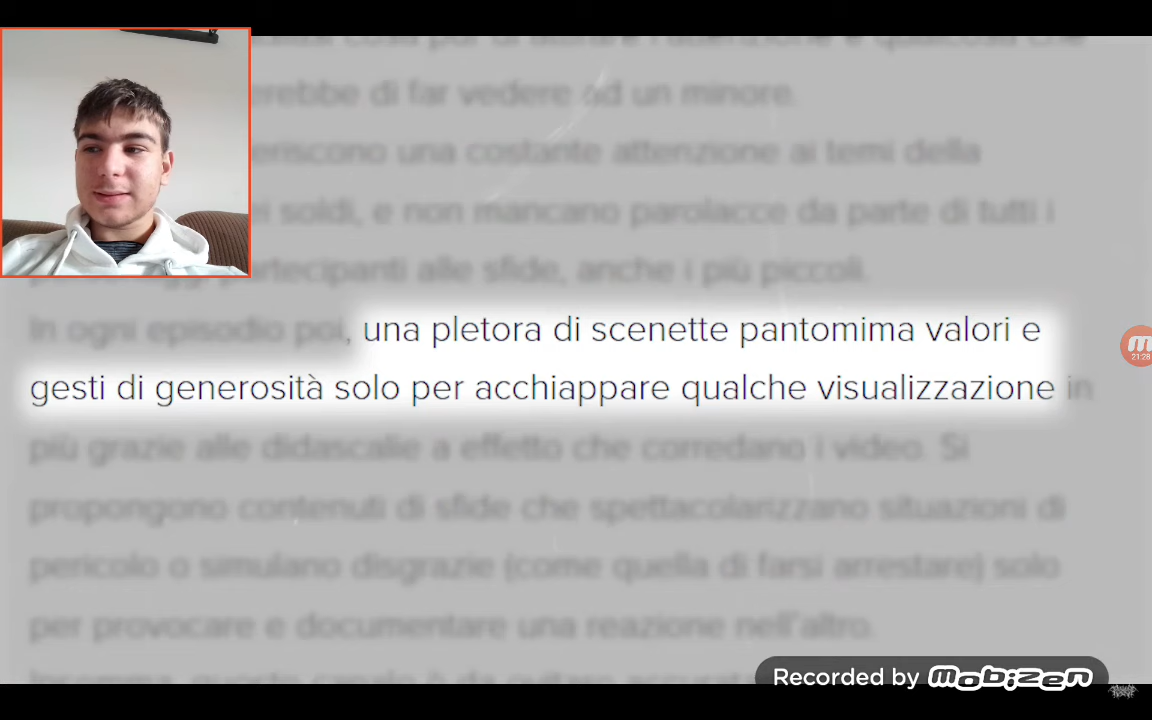 erebbe di far vedere ad un minore.
eriscono una costante attenzione ai temi della
ei soldi, e non mancano parolacce da parte di tutti i
partecipanti alle sfide, anche i più piccoli.
In ogni episodio poi, una pletora di scenette pantomima valori e
gesti di generosità solo per acchiappare qualche visualizzazione in
più grazie alle didascalie a effetto che corredano i video. Si
propongono contenuti di sfide che spettacolarizzano situazioni di
pericolo o simulano disgrazie (come quella di farsi arrestare) solo
per provocare e documentare una reazione nell'altro.
21:28
Recorded by mobizen